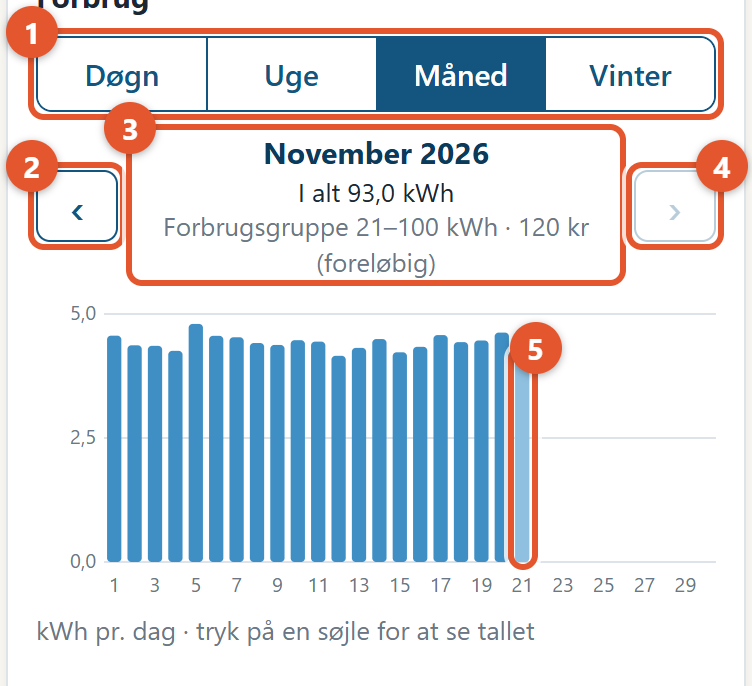 Forbrug
1
Døgn
Uge
Måned
Vinter
3
November 2026
2
4
I alt 93,0 kWh
‹
›
Forbrugsgruppe 21–100 kWh · 120 kr
(foreløbig)
5,0
5
2,5
0,0
1 3 5 7 9 11 13 15 17 19 21 23 25 27 29
kWh pr. dag · tryk på en søjle for at se tallet